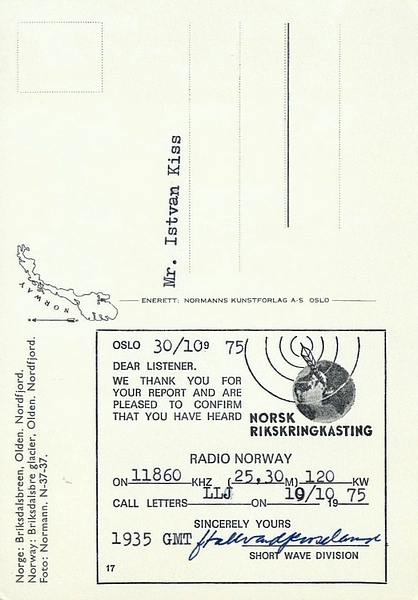 Mr. Istvan Kiss
NORWAY
ENERETT: NORMANNS KUNSTFORLAG A-S OSLO
Norge: Briksdalsbreen, Olden. Nordfjord.
Norway: Briksdalsbre glacier, Olden. Nordfjord.
Foto: Normann. N-37-37.
OSLO 30/10 19 75
DEAR LISTENER.
WE THANK YOU FOR
YOUR REPORT AND ARE
PLEASED TO CONFIRM
THAT YOU HAVE HEARD
NORSK
RIKSKRINGKASTING
RADIO NORWAY
ON 11860 KHZ (25,30 M) 120 KW
CALL LETTERS LLJ ON 19/10 19 75
SINCERELY YOURS
1935 GMT
SHORT WAVE DIVISION
17